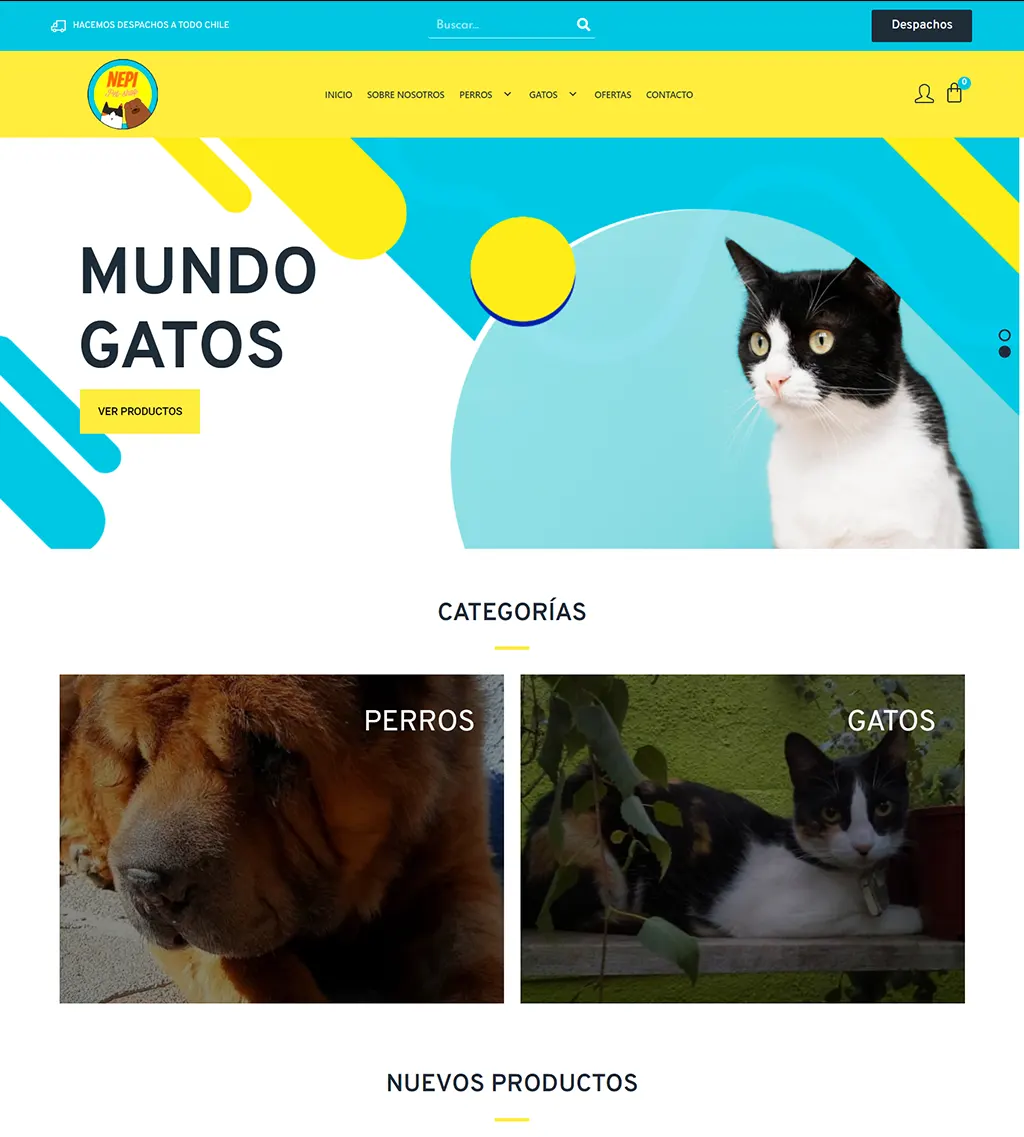 HACEMOS DESPACHOS A TODO CHILE
Buscar...
Despachos
NEPI
Pet shop
INICIO
SOBRE NOSOTROS
PERROS
GATOS
OFERTAS
CONTACTO
0
MUNDO
GATOS
VER PRODUCTOS
CATEGORÍAS
PERROS
GATOS
NUEVOS PRODUCTOS